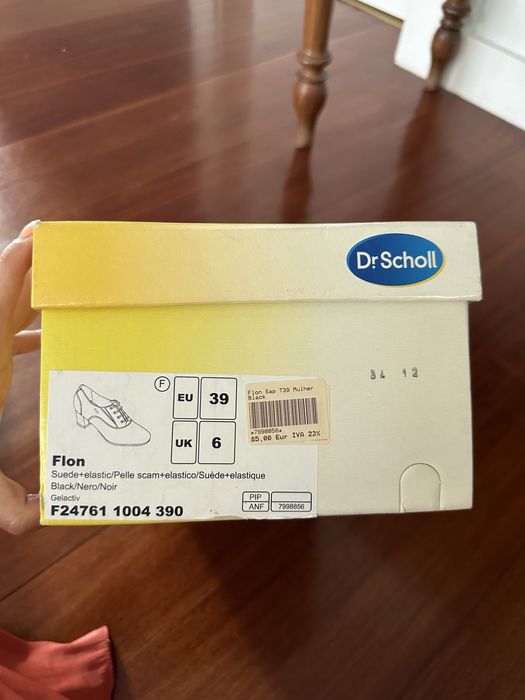 Dr. Scholl
34 12
F
EU 39
UK 6
Flon Sap T39 Mulher
Black
*7998856*
85,00 Eur IVA 23%
Flon
Suede+elastic/Pelle scam+elastico/Suède+elastique
Black/Nero/Noir
Gelactiv
F24761 1004 390
PIP
ANF 7998856